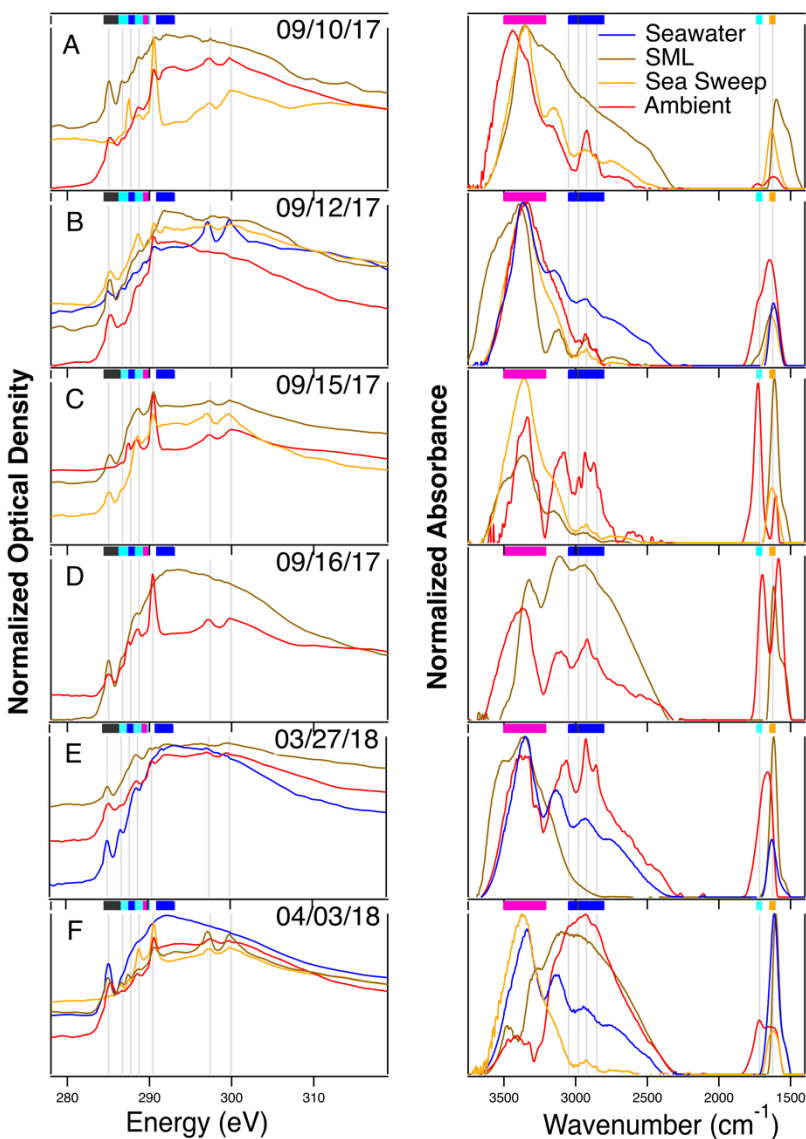 A 09/10/17
Seawater
SML
Sea Sweep
Ambient
B 09/12/17
C 09/15/17
D 09/16/17
E 03/27/18
F 04/03/18
Normalized Optical Density
Normalized Absorbance
280 290 300 310
3500 3000 2500 2000 1500
Energy (eV)
Wavenumber (cm⁻¹)